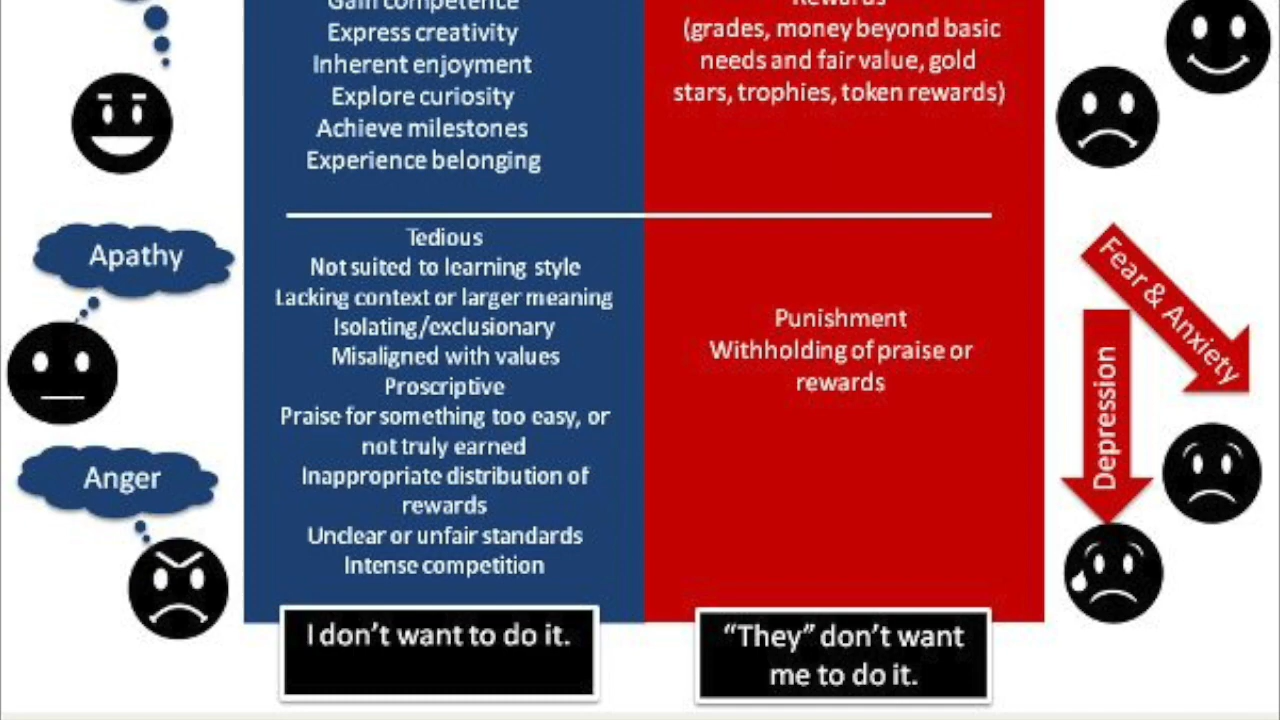 Gain competence
Express creativity
Inherent enjoyment
Explore curiosity
Achieve milestones
Experience belonging
Rewards
(grades, money beyond basic
needs and fair value, gold
stars, trophies, token rewards)
Apathy
Anger
Tedious
Not suited to learning style
Lacking context or larger meaning
Isolating/exclusionary
Misaligned with values
Proscriptive
Praise for something too easy, or
not truly earned
Inappropriate distribution of
rewards
Unclear or unfair standards
Intense competition
Punishment
Withholding of praise or
rewards
Fear & Anxiety
Depression
I don't want to do it.
“They” don't want
me to do it.